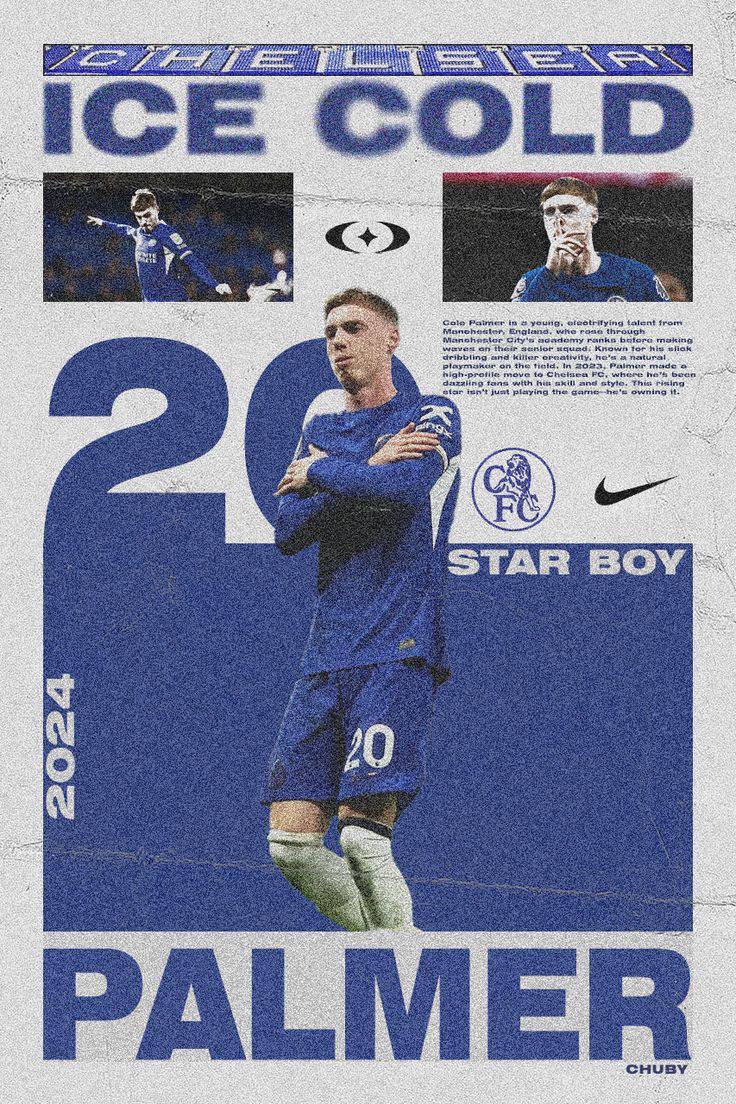 CHELSEA
ICE COLD
Cole Palmer is a young, electrifying talent from
Manchester, England, who rose through
Manchester City's academy ranks before making
waves on their senior squad. Known for his slick
dribbling and killer creativity, he's a natural
playmaker on the field. In 2023, Palmer made a
high-profile move to Chelsea FC, where he's been
dazzling fans with his skill and style. This rising
star isn't just playing the game—he's owning it.
20
CFC
STAR BOY
2024
20
PALMER
CHUBY